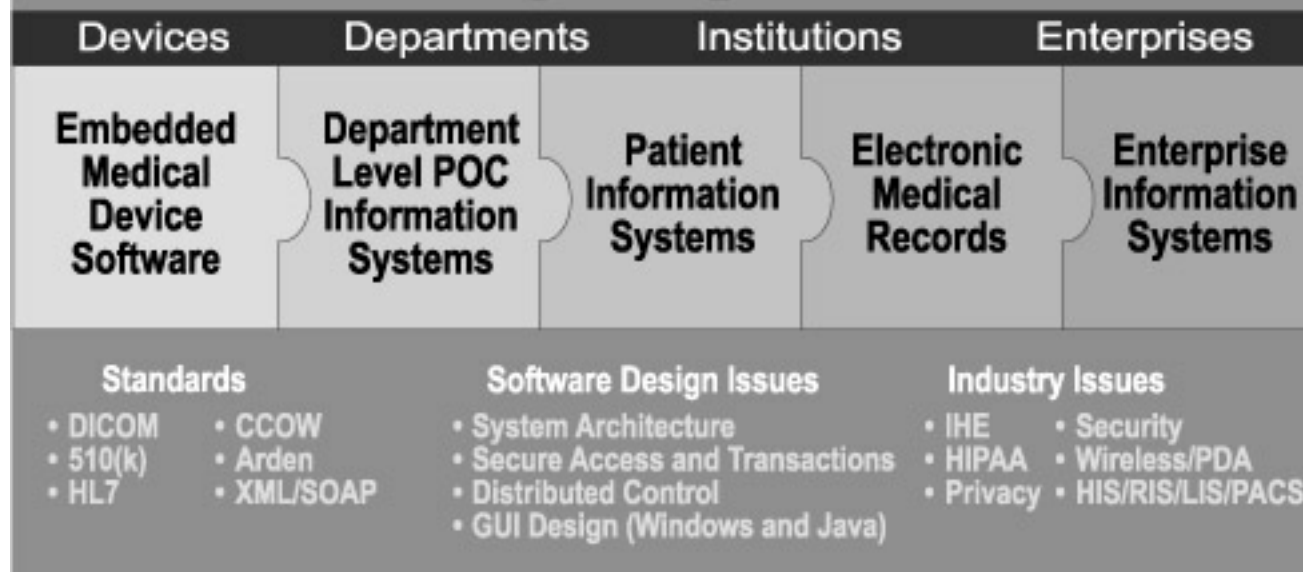 Devices Departments Institutions Enterprises
Embedded
Medical
Device
Software
Department
Level POC
Information
Systems
Patient
Information
Systems
Electronic
Medical
Records
Enterprise
Information
Systems
Standards
• DICOM
• 510(k)
• HL7
• CCOW
• Arden
• XML/SOAP
Software Design Issues
• System Architecture
• Secure Access and Transactions
• Distributed Control
• GUI Design (Windows and Java)
Industry Issues
• IHE
• HIPAA
• Privacy
• Security
• Wireless/PDA
• HIS/RIS/LIS/PACS